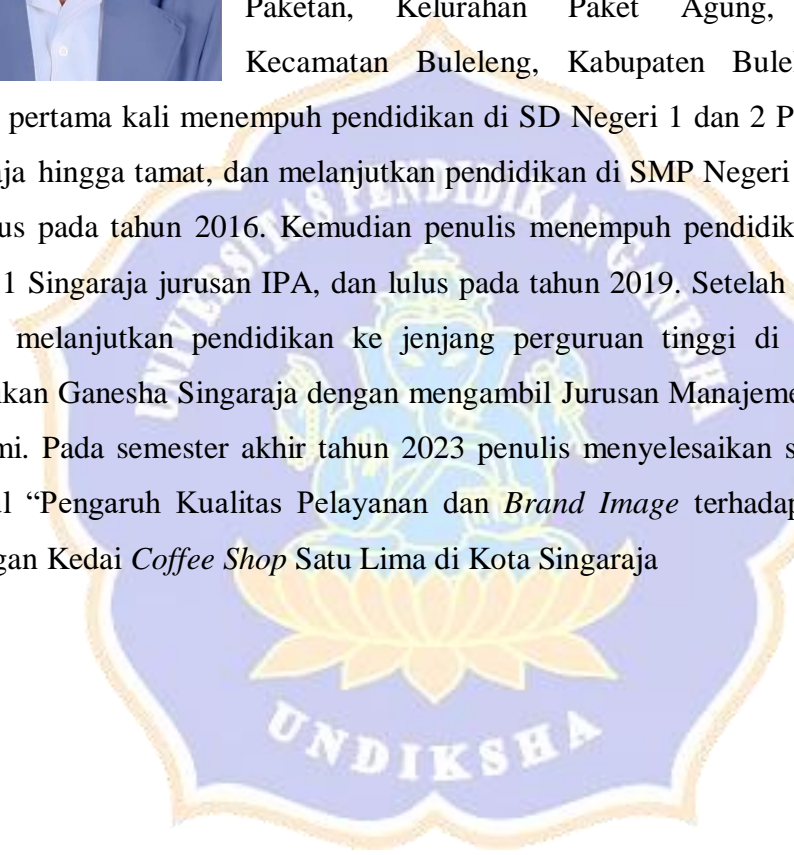 Paketan, Kelurahan Paket Agung,
Kecamatan Buleleng, Kabupaten Bulel
pertama kali menempuh pendidikan di SD Negeri 1 dan 2 P
ja hingga tamat, dan melanjutkan pendidikan di SMP Negeri
us pada tahun 2016. Kemudian penulis menempuh pendidik
1 Singaraja jurusan IPA, dan lulus pada tahun 2019. Setelah
melanjutkan pendidikan ke jenjang perguruan tinggi di
kan Ganesha Singaraja dengan mengambil Jurusan Manajeme
mi. Pada semester akhir tahun 2023 penulis menyelesaikan s
l “Pengaruh Kualitas Pelayanan dan Brand Image terhadap
gan Kedai Coffee Shop Satu Lima di Kota Singaraja
UNIVERSITAS PENDIDIKAN GANESHA
UNDIKSHA